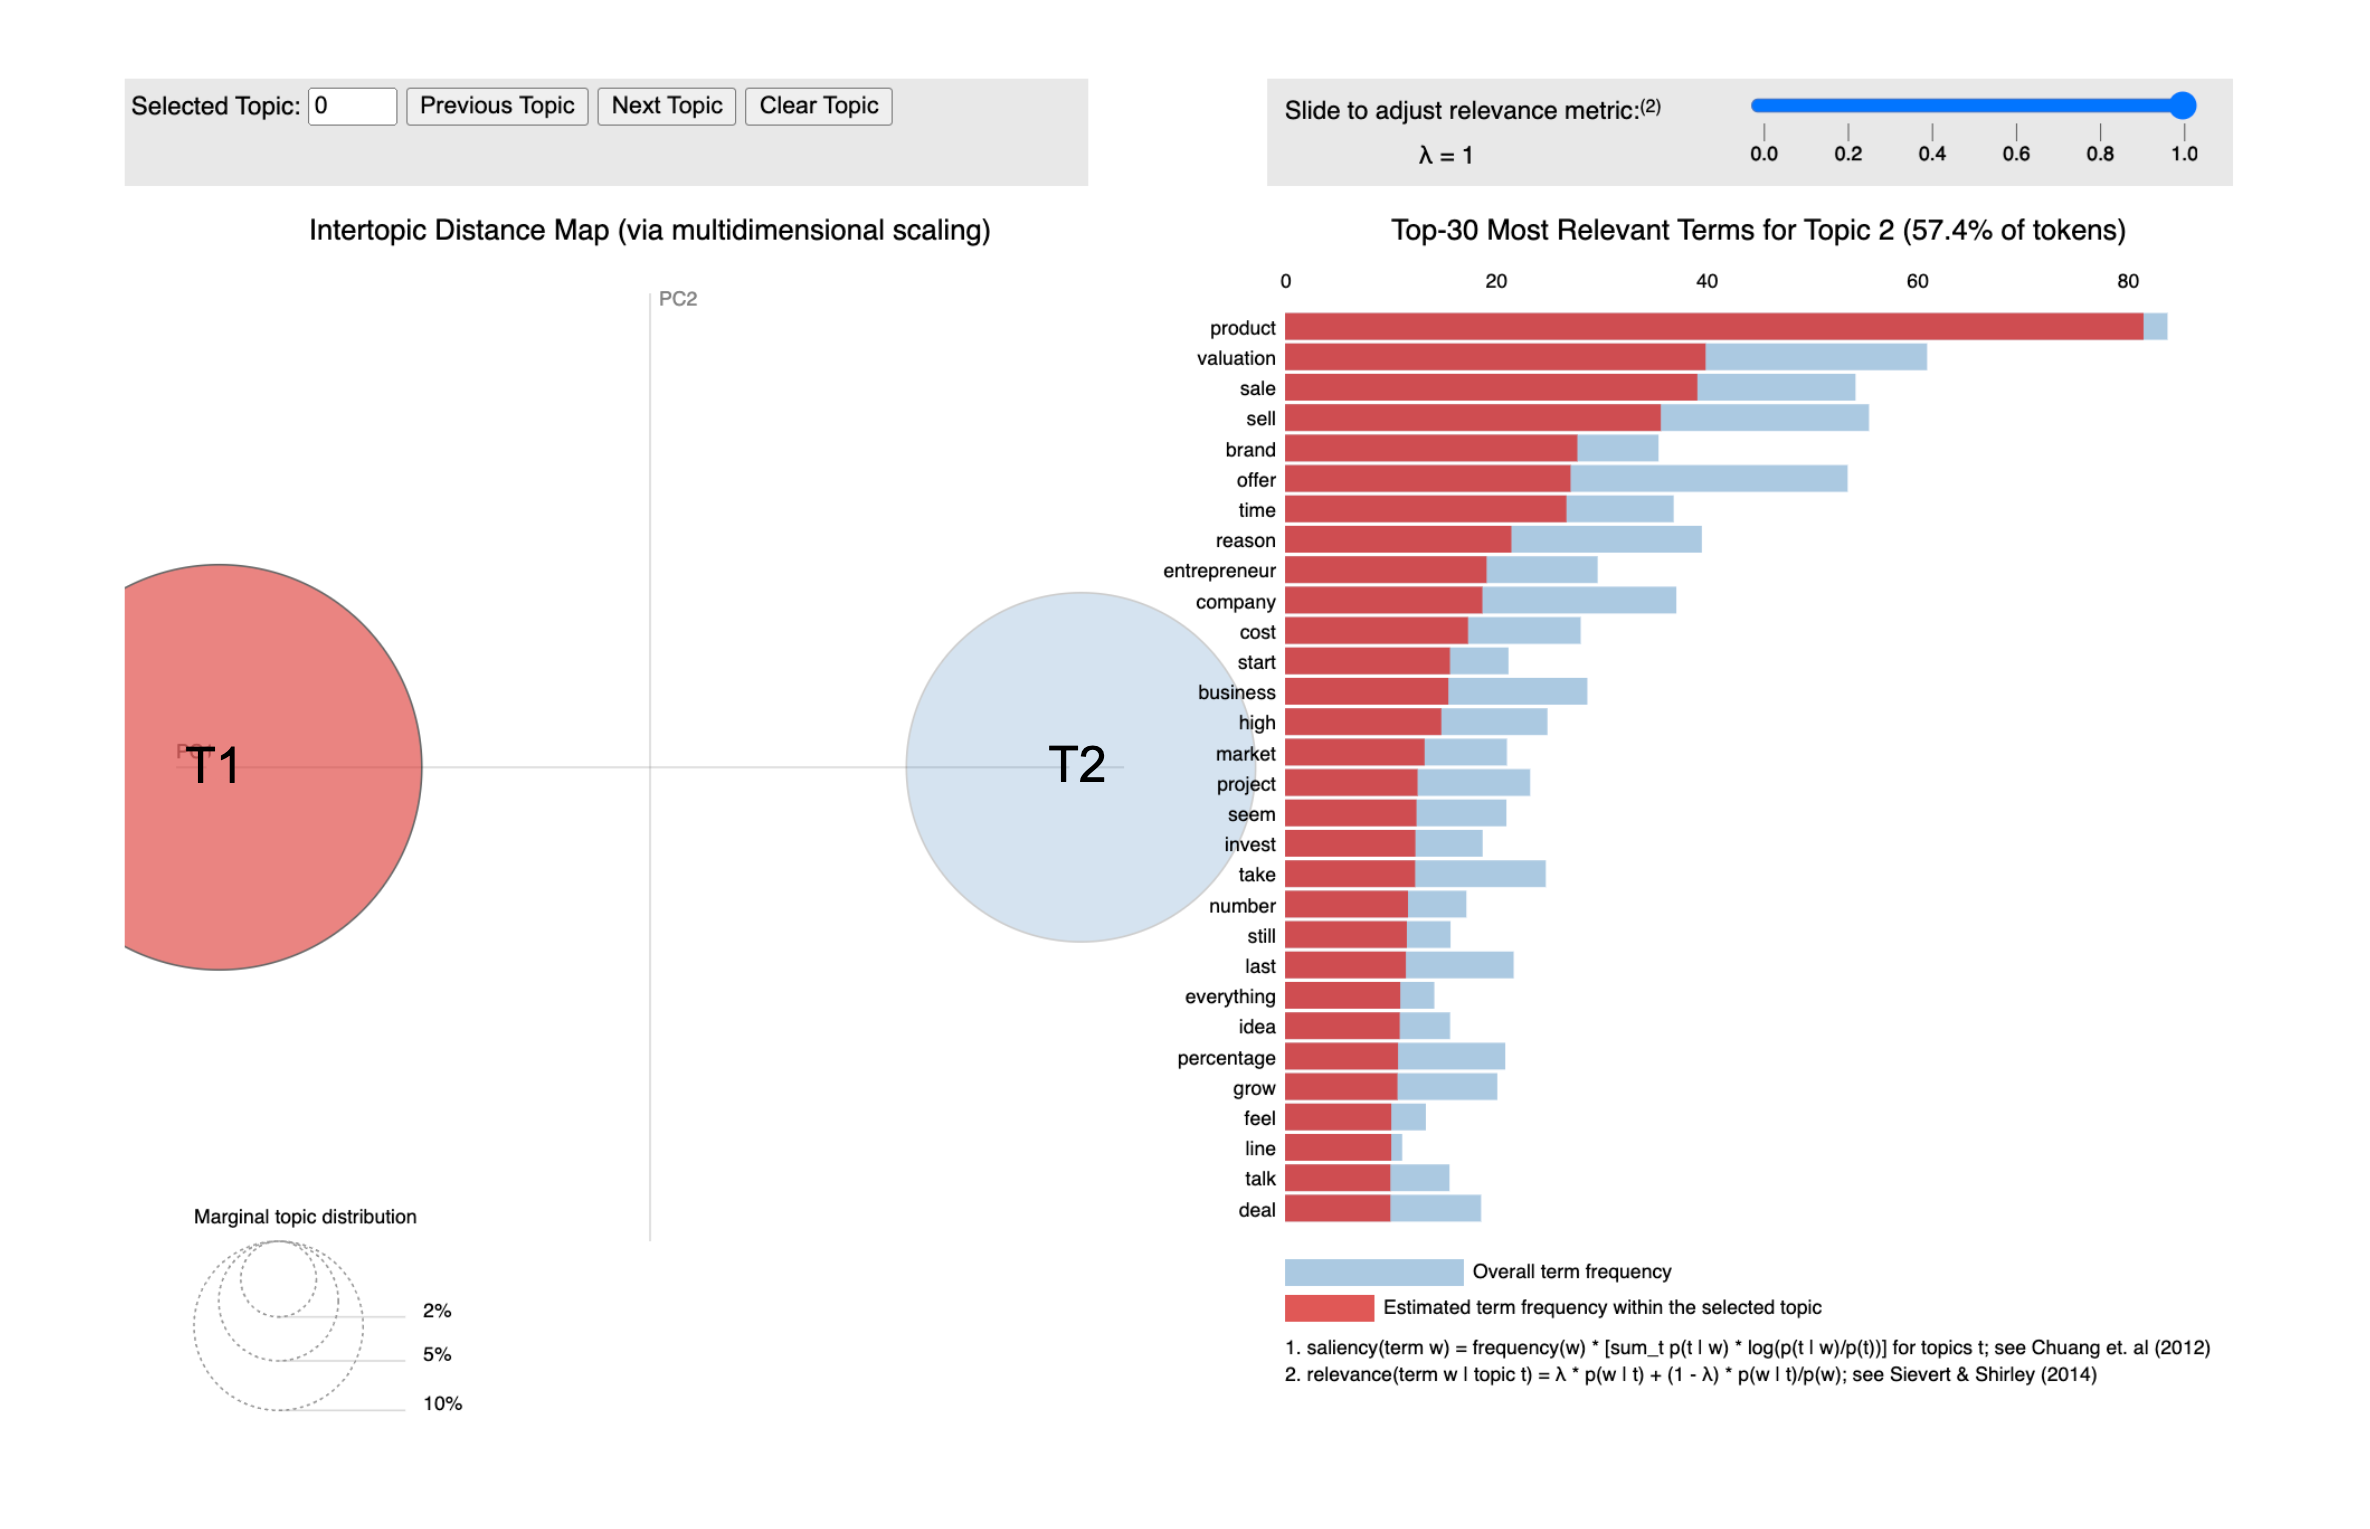 Selected Topic: 0 Previous Topic Next Topic Clear Topic
Slide to adjust relevance metric:(2)
λ = 1
0.0 0.2 0.4 0.6 0.8 1.0
Intertopic Distance Map (via multidimensional scaling)
PC2
PC1
T1
T2
Marginal topic distribution
2%
5%
10%
Top-30 Most Relevant Terms for Topic 2 (57.4% of tokens)
0 20 40 60 80
product
valuation
sale
sell
brand
offer
time
reason
entrepreneur
company
cost
start
business
high
market
project
seem
invest
take
number
still
last
everything
idea
percentage
grow
feel
line
talk
deal
Overall term frequency
Estimated term frequency within the selected topic
1. saliency(term w) = frequency(w) * [sum_t p(t | w) * log(p(t | w)/p(t))] for topics t; see Chuang et. al (2012)
2. relevance(term w | topic t) = λ * p(w | t) + (1 - λ) * p(w | t)/p(w); see Sievert & Shirley (2014)